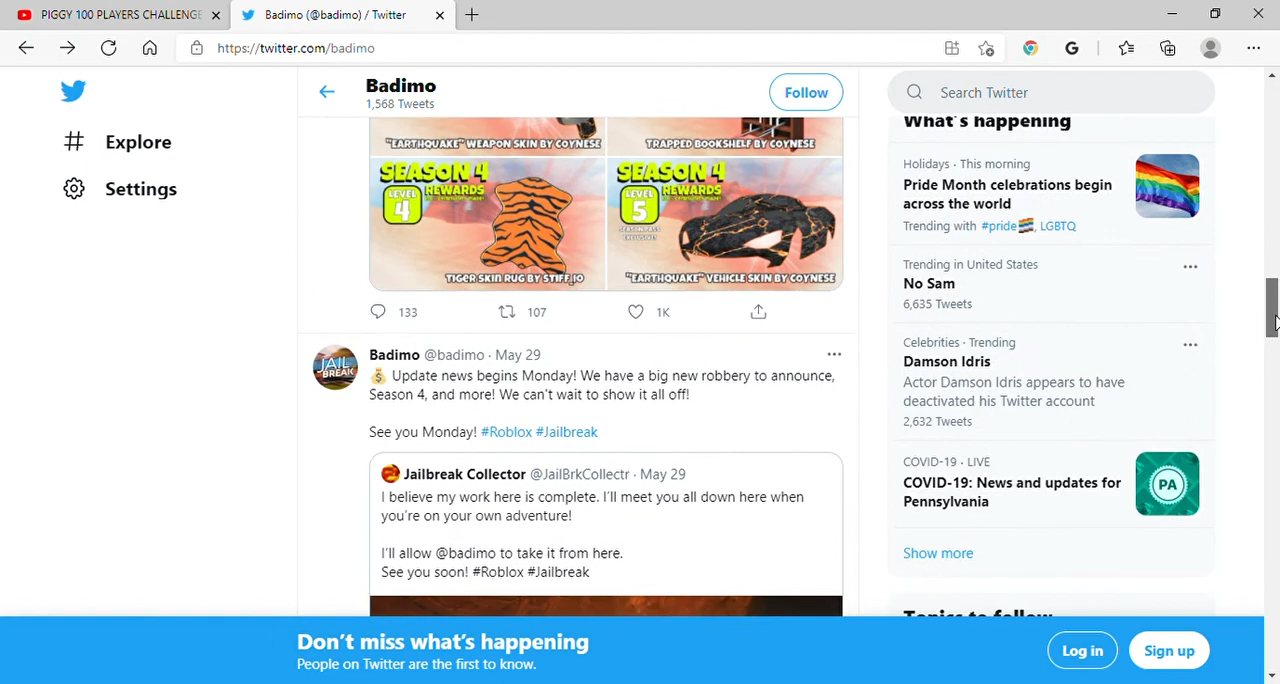 PIGGY 100 PLAYERS CHALLENGE
Badimo (@badimo) / Twitter
https://twitter.com/badimo
Explore
Settings
Badimo
1,568 Tweets
Follow
"EARTHQUAKE" WEAPON SKIN BY COYNESE
TRAPPED BOOKSHELF BY COYNESE
SEASON 4
REWARDS
LEVEL
4
TIGER SKIN RUG BY STIFF_IO
SEASON 4
REWARDS
LEVEL
5
SEASON PASS
EXCLUSIVE!
"EARTHQUAKE" VEHICLE SKIN BY COYNESE
133
107
1K
JAIL
BREAK
Badimo @badimo · May 29
💰 Update news begins Monday! We have a big new robbery to announce,
Season 4, and more! We can't wait to show it all off!
See you Monday! #Roblox #Jailbreak
Jailbreak Collector @JailBrkCollectr · May 29
I believe my work here is complete. I'll meet you all down here when
you're on your own adventure!
I'll allow @badimo to take it from here.
See you soon! #Roblox #Jailbreak
Search Twitter
What's happening
Holidays · This morning
Pride Month celebrations begin
across the world
Trending with #pride🏳️‍🌈, LGBTQ
Trending in United States
No Sam
6,635 Tweets
Celebrities · Trending
Damson Idris
Actor Damson Idris appears to have
deactivated his Twitter account
2,632 Tweets
COVID-19 · LIVE
COVID-19: News and updates for
Pennsylvania
PA
Show more
Topics to follow
Don't miss what's happening
People on Twitter are the first to know.
Log in
Sign up